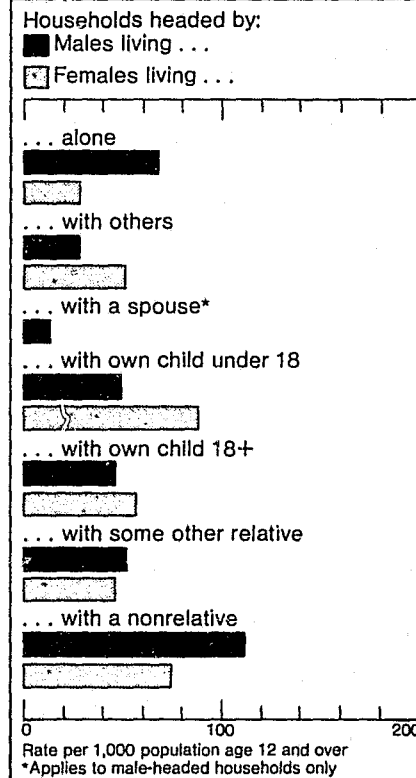 Households headed by:
Males living . . .
Females living . . .
. . . alone
. . . with others
. . . with a spouse*
. . . with own child under 18
. . . with own child 18+
. . . with some other relative
. . . with a nonrelative
0 100 200
Rate per 1,000 population age 12 and over
*Applies to male-headed households only